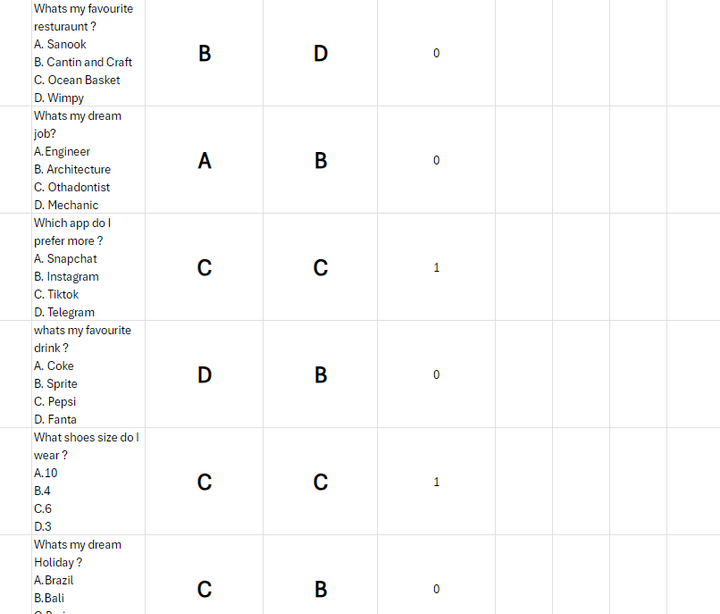 Whats my favourite
resturaunt ?
A. Sanook
B. Cantin and Craft
C. Ocean Basket
D. Wimpy
B
D
0
Whats my dream
job?
A.Engineer
B. Architecture
C. Othadontist
D. Mechanic
A
B
0
Which app do I
prefer more ?
A. Snapchat
B. Instagram
C. Tiktok
D. Telegram
C
C
1
whats my favourite
drink ?
A. Coke
B. Sprite
C. Pepsi
D. Fanta
D
B
0
What shoes size do I
wear ?
A.10
B.4
C.6
D.3
C
C
1
Whats my dream
Holiday ?
A.Brazil
B.Bali
C
B
0